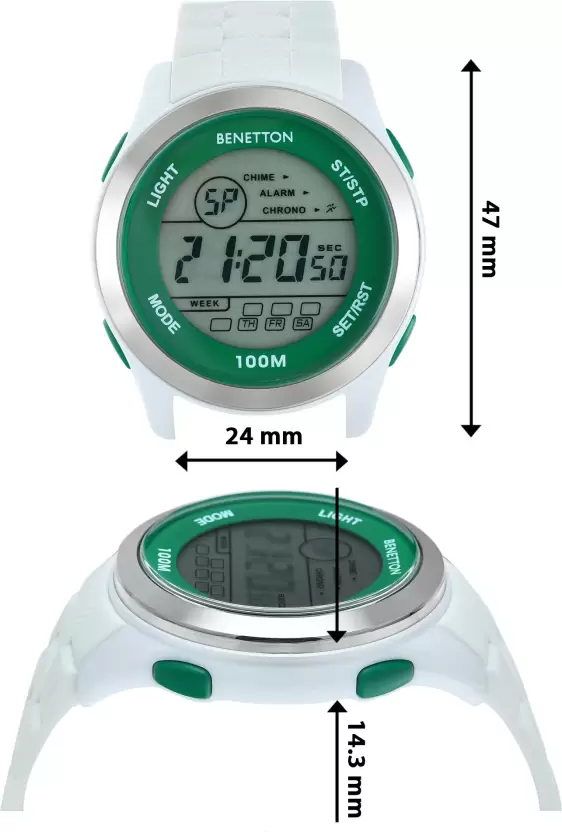 BENETTON
LIGHT
ST/STP
CHIME
ALARM
CHRONO
SP
21:20 50
SEC
WEEK
TH FR SA
MODE
SET/RST
100M
47 mm
24 mm
MODE
LIGHT
BENETTON
100M
14.3 mm